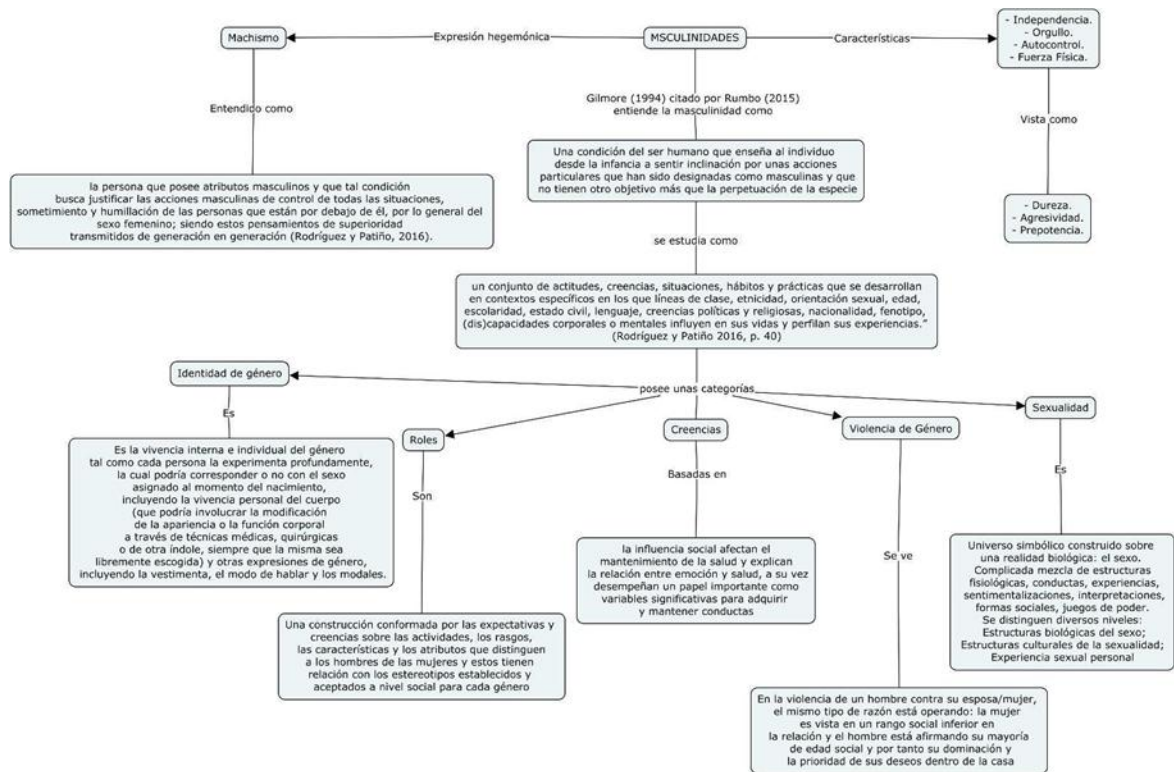 Machismo
Expresión hegemónica
MSCULINIDADES
Características
- Independencia.
- Orgullo.
- Autocontrol.
- Fuerza Física.
Entendido como
Gilmore (1994) citado por Rumbo (2015)
entiende la masculinidad como
Vista como
la persona que posee atributos masculinos y que tal condición
busca justificar las acciones masculinas de control de todas las situaciones,
sometimiento y humillación de las personas que están por debajo de él, por lo general del
sexo femenino; siendo estos pensamientos de superioridad
transmitidos de generación en generación (Rodríguez y Patiño, 2016).
Una condición del ser humano que enseña al individuo
desde la infancia a sentir inclinación por unas acciones
particulares que han sido designadas como masculinas y que
no tienen otro objetivo más que la perpetuación de la especie
- Dureza.
- Agresividad.
- Prepotencia.
se estudia como
un conjunto de actitudes, creencias, situaciones, hábitos y prácticas que se desarrollan
en contextos específicos en los que líneas de clase, etnicidad, orientación sexual, edad,
escolaridad, estado civil, lenguaje, creencias políticas y religiosas, nacionalidad, fenotipo,
(dis)capacidades corporales o mentales influyen en sus vidas y perfilan sus experiencias."
(Rodríguez y Patiño 2016, p. 40)
posee unas categorías
Identidad de género
Es
Es la vivencia interna e individual del género
tal como cada persona la experimenta profundamente,
la cual podría corresponder o no con el sexo
asignado al momento del nacimiento,
incluyendo la vivencia personal del cuerpo
(que podría involucrar la modificación
de la apariencia o la función corporal
a través de técnicas médicas, quirúrgicas
o de otra índole, siempre que la misma sea
libremente escogida) y otras expresiones de género,
incluyendo la vestimenta, el modo de hablar y los modales.
Roles
Son
Una construcción conformada por las expectativas y
creencias sobre las actividades, los rasgos,
las características y los atributos que distinguen
a los hombres de las mujeres y estos tienen
relación con los estereotipos establecidos y
aceptados a nivel social para cada género
Creencias
Basadas en
la influencia social afectan el
mantenimiento de la salud y explican
la relación entre emoción y salud, a su vez
desempeñan un papel importante como
variables significativas para adquirir
y mantener conductas
Violencia de Género
Se ve
En la violencia de un hombre contra su esposa/mujer,
el mismo tipo de razón está operando: la mujer
es vista en un rango social inferior en
la relación y el hombre está afirmando su mayoría
de edad social y por tanto su dominación y
la prioridad de sus deseos dentro de la casa
Sexualidad
Es
Universo simbólico construido sobre
una realidad biológica: el sexo.
Complicada mezcla de estructuras
fisiológicas, conductas, experiencias,
sentimentalizaciones, interpretaciones,
formas sociales, juegos de poder.
Se distinguen diversos niveles:
Estructuras biológicas del sexo;
Estructuras culturales de la sexualidad;
Experiencia sexual personal